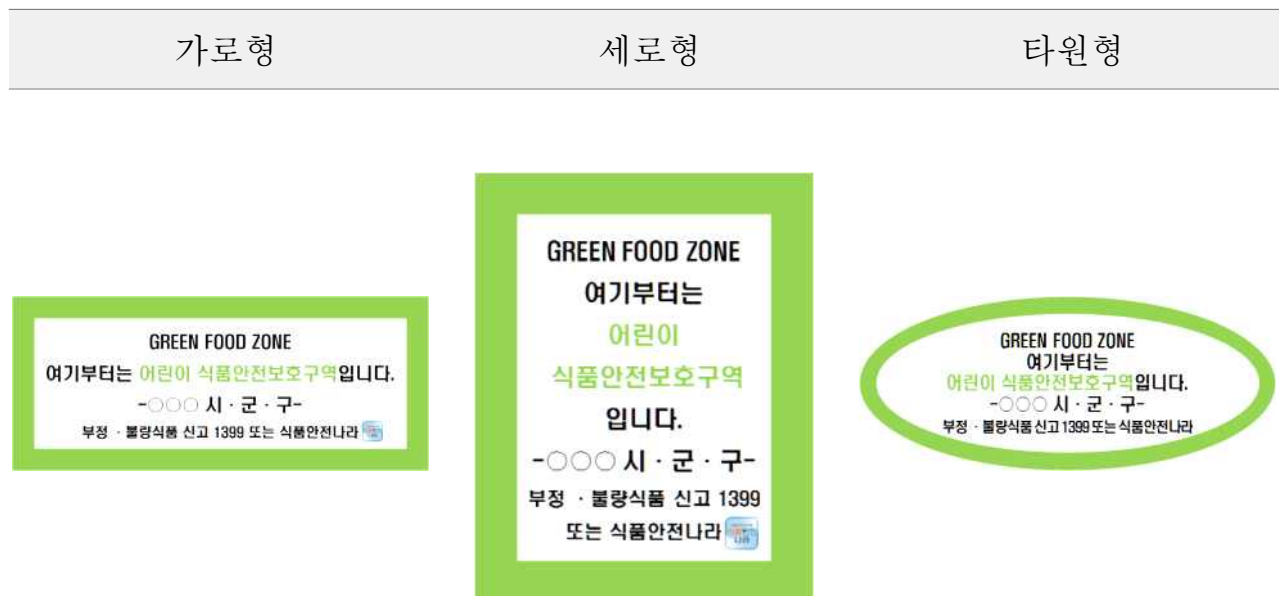 가로형 세로형 타원형
GREEN FOOD ZONE
여기부터는 어린이 식품안전보호구역입니다.
-○○○ 시 · 군 · 구-
부정 · 불량식품 신고 1399 또는 식품안전나라
GREEN FOOD ZONE
여기부터는
어린이
식품안전보호구역
입니다.
-○○○ 시 · 군 · 구-
부정 · 불량식품 신고 1399
또는 식품안전나라
GREEN FOOD ZONE
여기부터는
어린이 식품안전보호구역입니다.
-○○○ 시 · 군 · 구-
부정 · 불량식품 신고 1399 또는 식품안전나라